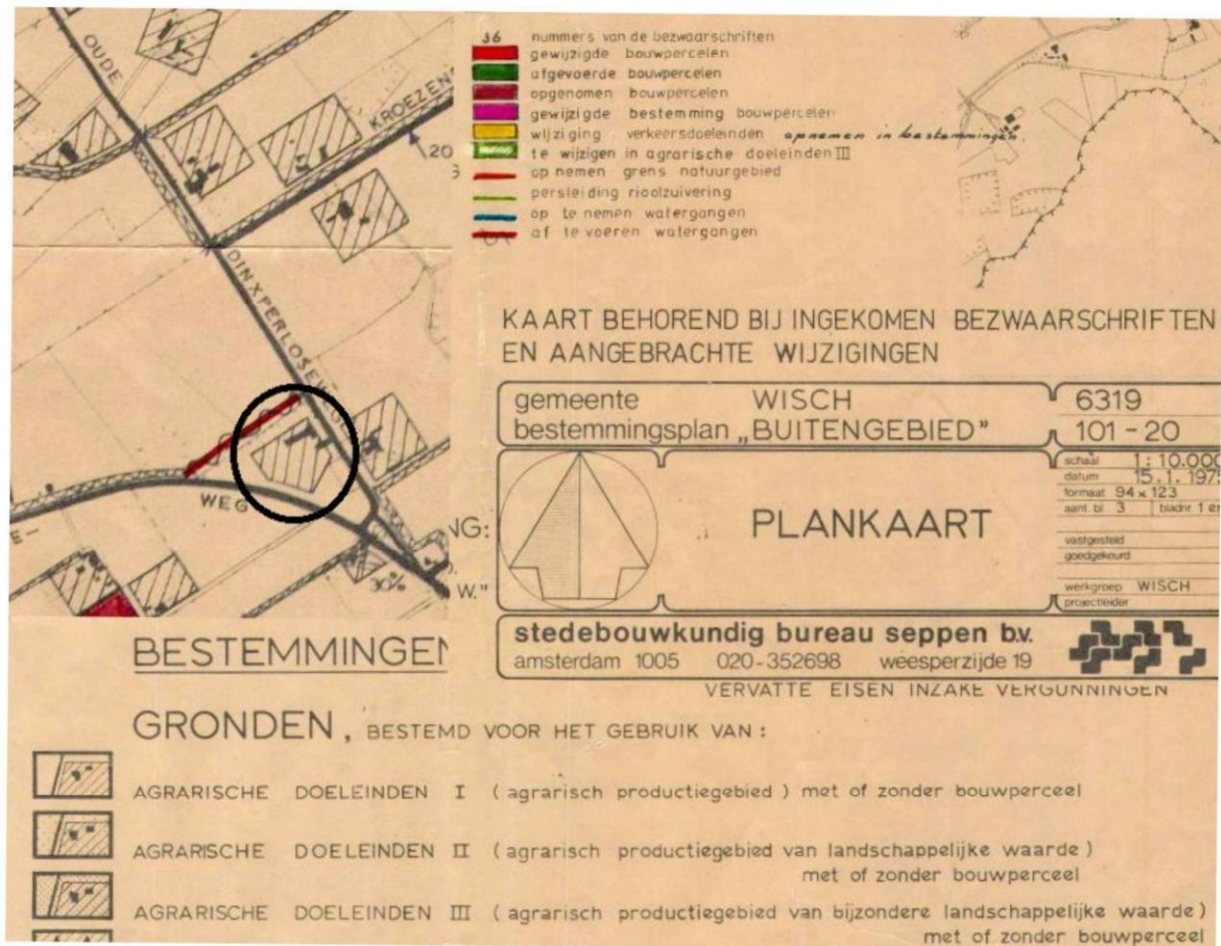 OUDE
KROEZEN
20
DINXPERLOSEWEG
WEG
30%
36 nummers van de bezwaarschriften
gewijzigde bouwpercelen
afgevoerde bouwpercelen
opgenomen bouwpercelen
gewijzigde bestemming bouwpercelen
wijziging verkeersdoeleinden opnemen in bestemmingen.
te wijzigen in agrarische doeleinden III
op nemen grens natuurgebied
persleiding rioolzuivering
op te nemen watergangen
af te voeren watergangen
KAART BEHOREND BIJ INGEKOMEN BEZWAARSCHRIFTEN
EN AANGEBRACHTE WIJZIGINGEN
gemeente WISCH 6319
bestemmingsplan „BUITENGEBIED" 101-20
NG:
W."
PLANKAART
schaal 1:10.000
datum 15.1.197
formaat 94 x 123
aant. bl 3 bladnr. 1 en
vastgesteld
goedgekeurd
werkgroep WISCH
projectleider
stedebouwkundig bureau seppen b.v.
amsterdam 1005 020-352698 weesperzijde 19
VERVATTE EISEN INZAKE VERGUNNINGEN
BESTEMMINGEN
GRONDEN, BESTEMD VOOR HET GEBRUIK VAN:
AGRARISCHE DOELEINDEN I (agrarisch productiegebied) met of zonder bouwperceel
AGRARISCHE DOELEINDEN II (agrarisch productiegebied van landschappelijke waarde)
met of zonder bouwperceel
AGRARISCHE DOELEINDEN III (agrarisch productiegebied van bijzondere landschappelijke waarde)
met of zonder bouwperceel